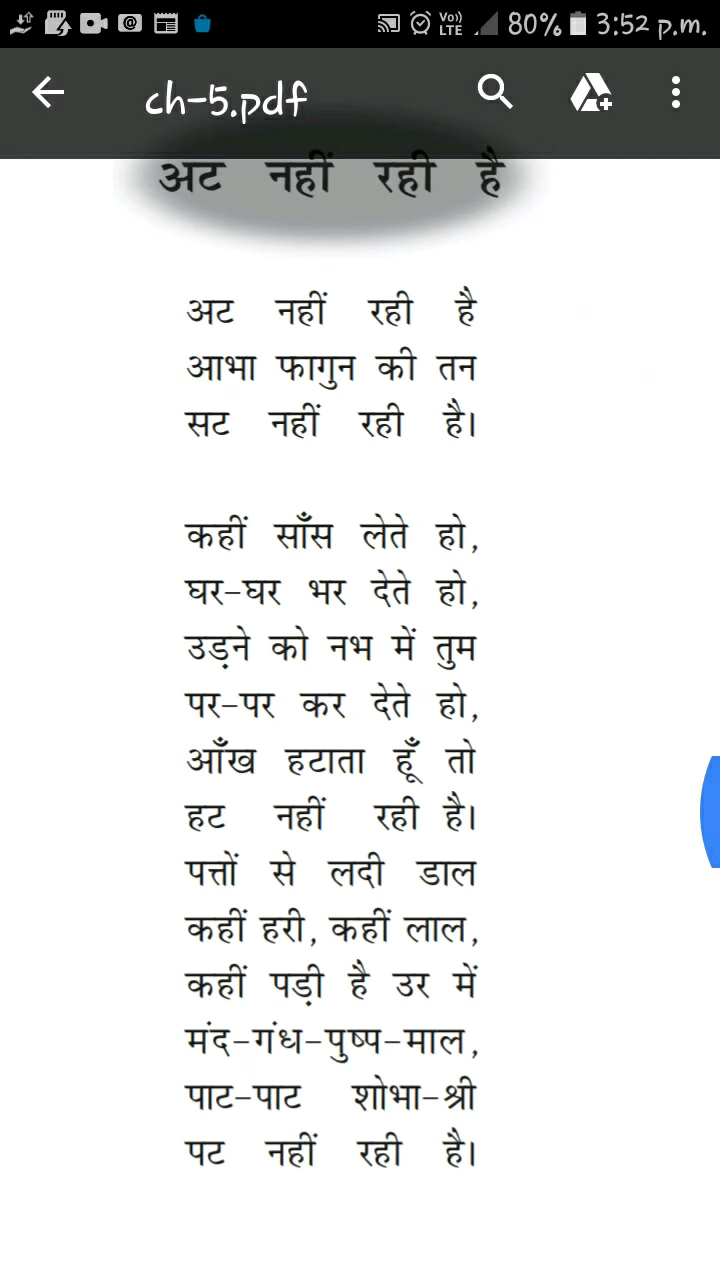 Vo)) LTE 80% 3:52 p.m.
ch-5.pdf
अट नहीं रही है
अट नहीं रही है
आभा फागुन की तन
सट नहीं रही है।
कहीं साँस लेते हो,
घर-घर भर देते हो,
उड़ने को नभ में तुम
पर-पर कर देते हो,
आँख हटाता हूँ तो
हट नहीं रही है।
पत्तों से लदी डाल
कहीं हरी, कहीं लाल,
कहीं पड़ी है उर में
मंद-गंध-पुष्प-माल,
पाट-पाट शोभा-श्री
पट नहीं रही है।